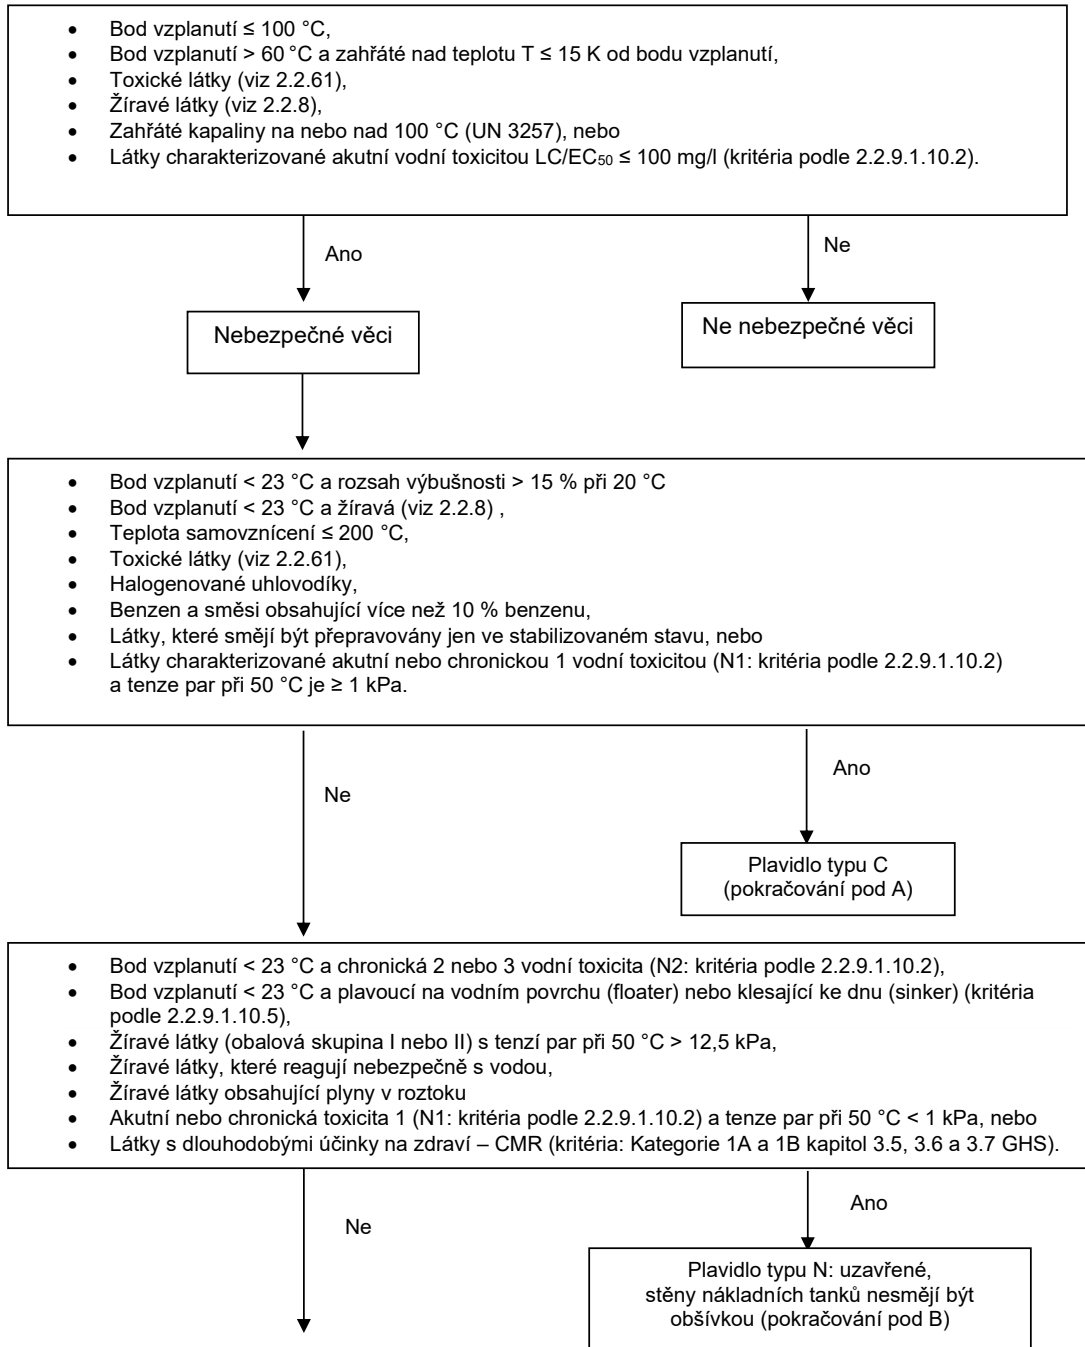 • Bod vzplanutí ≤ 100 °C,
• Bod vzplanutí > 60 °C a zahřáté nad teplotu T ≤ 15 K od bodu vzplanutí,
• Toxické látky (viz 2.2.61),
• Žíravé látky (viz 2.2.8),
• Zahřáté kapaliny na nebo nad 100 °C (UN 3257), nebo
• Látky charakterizované akutní vodní toxicitou LC/EC50 ≤ 100 mg/l (kritéria podle 2.2.9.1.10.2).
Ano
Ne
Nebezpečné věci
Ne nebezpečné věci
• Bod vzplanutí < 23 °C a rozsah výbušnosti > 15 % při 20 °C
• Bod vzplanutí < 23 °C a žíravá (viz 2.2.8) ,
• Teplota samovznícení ≤ 200 °C,
• Toxické látky (viz 2.2.61),
• Halogenované uhlovodíky,
• Benzen a směsi obsahující více než 10 % benzenu,
• Látky, které smějí být přepravovány jen ve stabilizovaném stavu, nebo
• Látky charakterizované akutní nebo chronickou 1 vodní toxicitou (N1: kritéria podle 2.2.9.1.10.2)
a tenze par při 50 °C je ≥ 1 kPa.
Ne
Ano
Plavidlo typu C
(pokračování pod A)
• Bod vzplanutí < 23 °C a chronická 2 nebo 3 vodní toxicita (N2: kritéria podle 2.2.9.1.10.2),
• Bod vzplanutí < 23 °C a plavoucí na vodním povrchu (floater) nebo klesající ke dnu (sinker) (kritéria
podle 2.2.9.1.10.5),
• Žíravé látky (obalová skupina I nebo II) s tenzí par při 50 °C > 12,5 kPa,
• Žíravé látky, které reagují nebezpečně s vodou,
• Žíravé látky obsahující plyny v roztoku
• Akutní nebo chronická toxicita 1 (N1: kritéria podle 2.2.9.1.10.2) a tenze par při 50 °C < 1 kPa, nebo
• Látky s dlouhodobými účinky na zdraví – CMR (kritéria: Kategorie 1A a 1B kapitol 3.5, 3.6 a 3.7 GHS).
Ne
Ano
Plavidlo typu N: uzavřené,
stěny nákladních tanků nesmějí být
obšívkou (pokračování pod B)